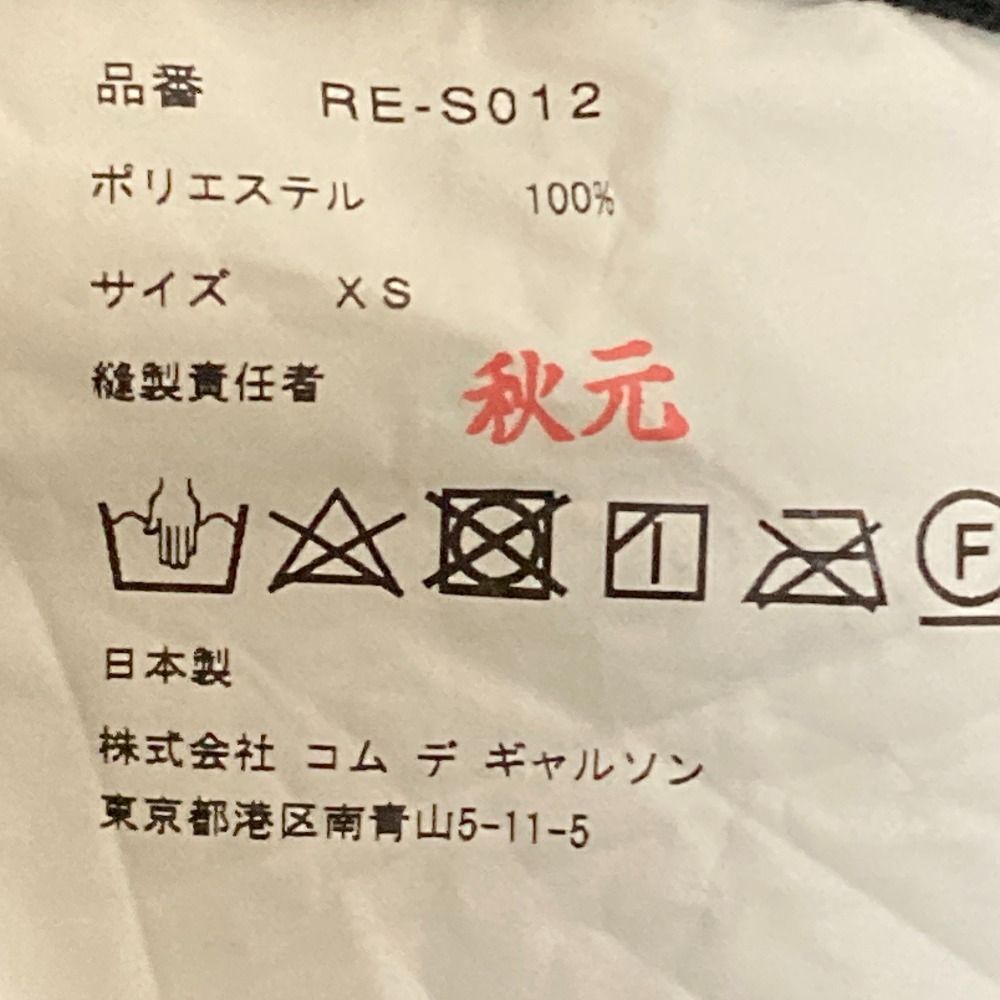 品番 RE-S012
ポリエステル 100%
サイズ XS
縫製責任者 秋元
F
日本製
株式会社 コム デ ギャルソン
東京都港区南青山5-11-5